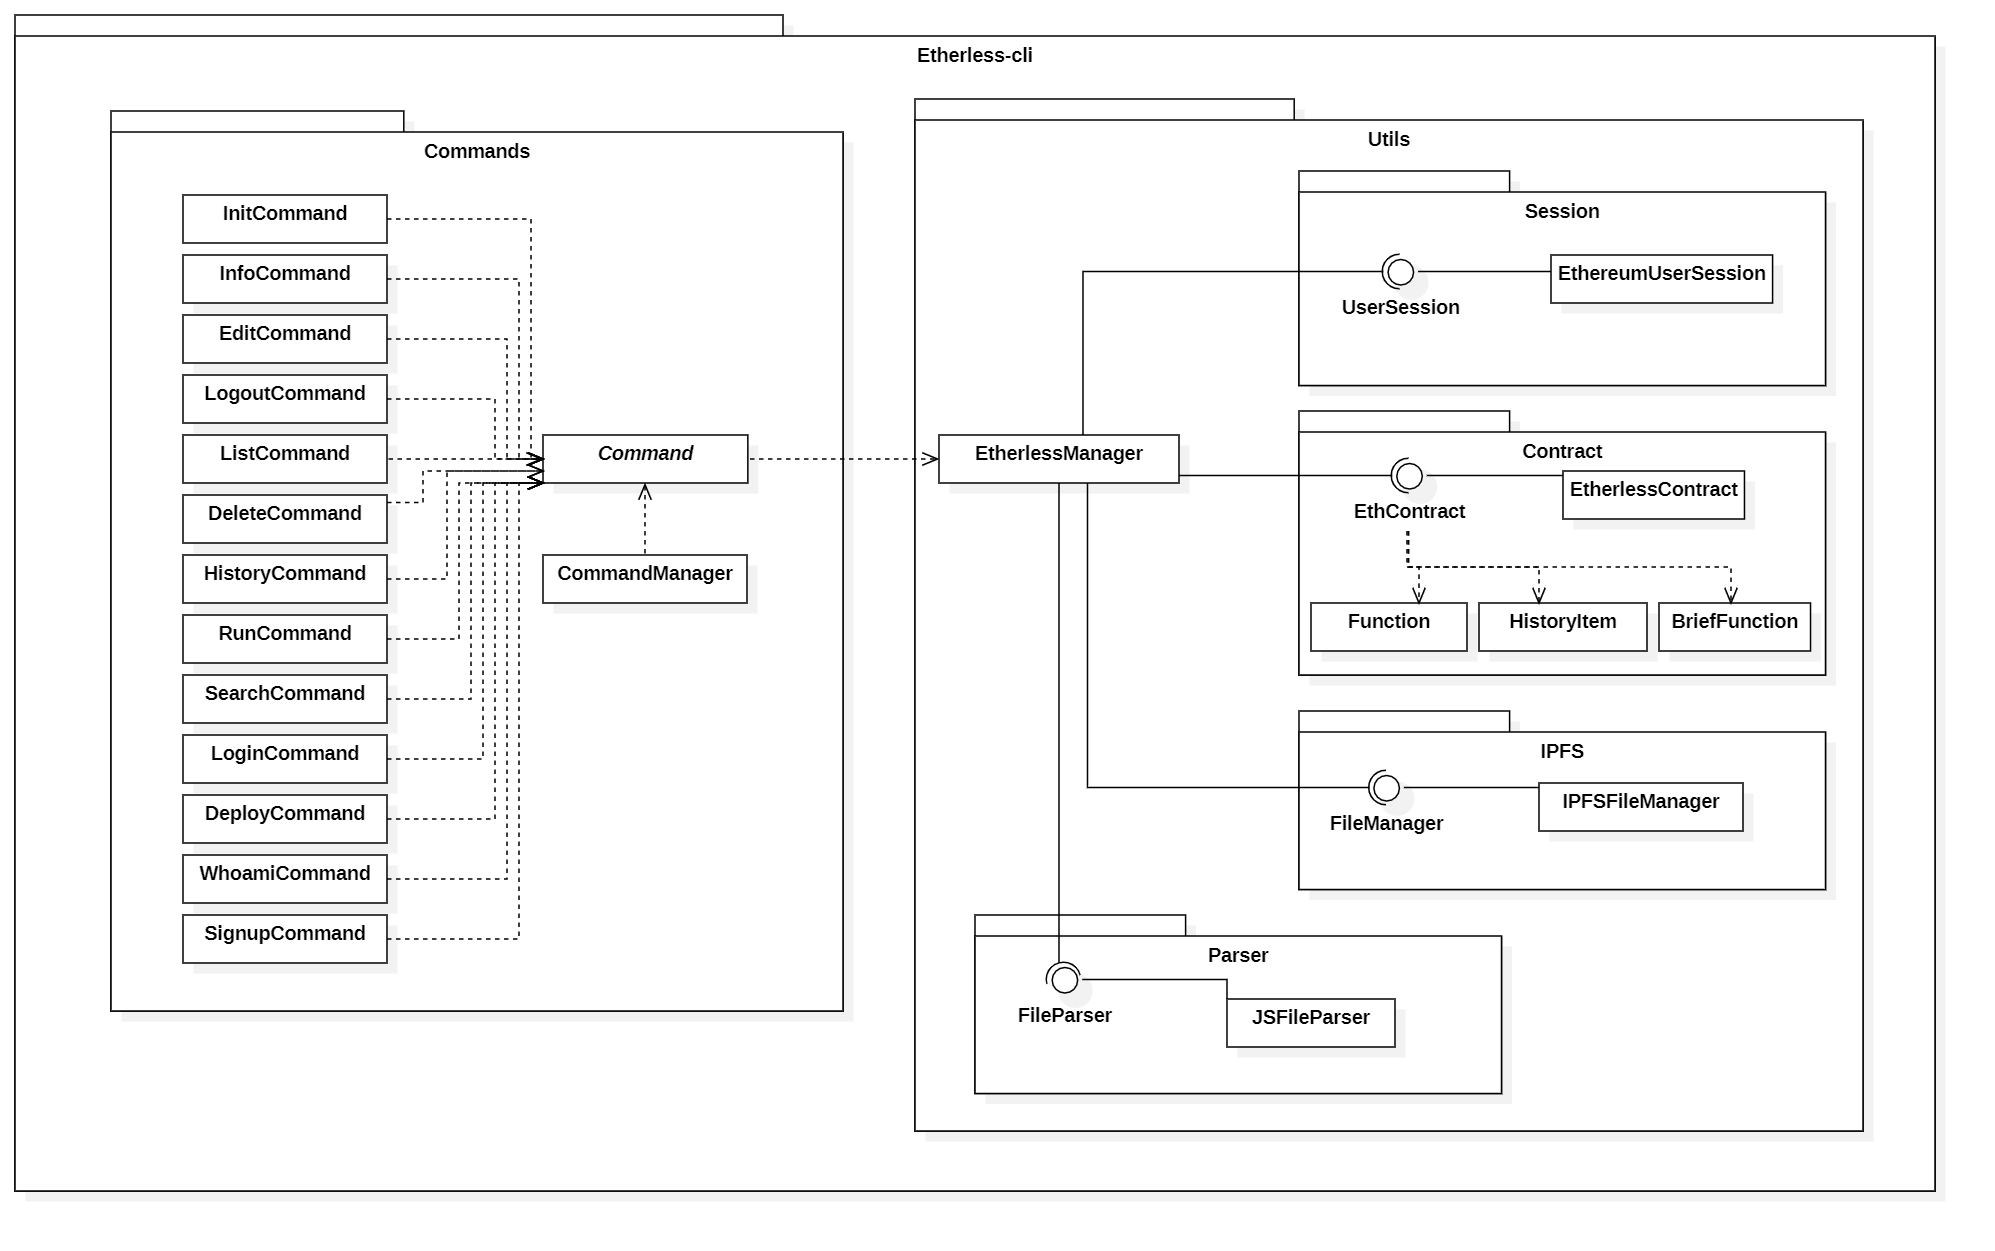 Etherless-cli
Commands
InitCommand
InfoCommand
EditCommand
LogoutCommand
ListCommand
DeleteCommand
HistoryCommand
RunCommand
SearchCommand
LoginCommand
DeployCommand
WhoamiCommand
SignupCommand
Command
CommandManager
Utils
EtherlessManager
Session
UserSession
EthereumUserSession
Contract
EthContract
EtherlessContract
Function
HistoryItem
BriefFunction
IPFS
FileManager
IPFSFileManager
Parser
FileParser
JSFileParser